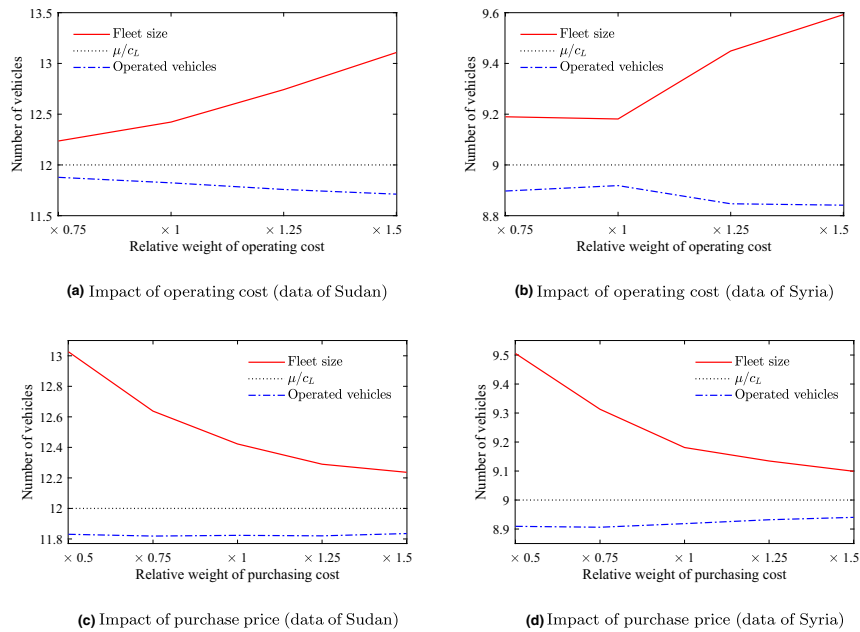 13
12.5
12
11.5
Number of vehicles
Fleet size
μ/c_L
Operated vehicles
× 0.75
× 1
× 1.25
× 1.5
Relative weight of operating cost
(a) Impact of operating cost (data of Sudan)
9.6
9.4
9.2
9
8.8
Number of vehicles
Fleet size
μ/c_L
Operated vehicles
× 0.75
× 1
× 1.25
× 1.5
Relative weight of operating cost
(b) Impact of operating cost (data of Syria)
13
12.8
12.6
12.4
12.2
12
11.8
Number of vehicles
Fleet size
μ/c_L
Operated vehicles
× 0.5
× 0.75
× 1
× 1.25
× 1.5
Relative weight of purchasing cost
(c) Impact of purchase price (data of Sudan)
9.5
9.4
9.3
9.2
9.1
9
8.9
Number of vehicles
Fleet size
μ/c_L
Operated vehicles
× 0.5
× 0.75
× 1
× 1.25
× 1.5
Relative weight of purchasing cost
(d) Impact of purchase price (data of Syria)